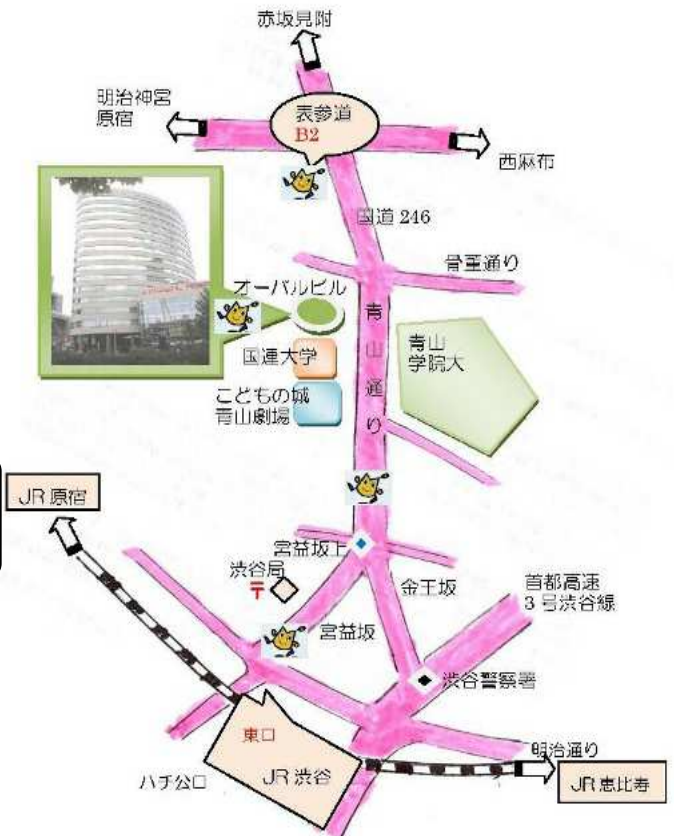 赤坂見附
明治神宮
原宿
表参道
B2
西麻布
国道 246
骨董通り
オーバルビル
青山通り
青山
学院大
国連大学
こどもの城
青山劇場
JR 原宿
宮益坂上
渋谷局
〒
金王坂
首都高速
3 号渋谷線
宮益坂
渋谷警察署
東口
明治通り
ハチ公口
JR 渋谷
JR 恵比寿